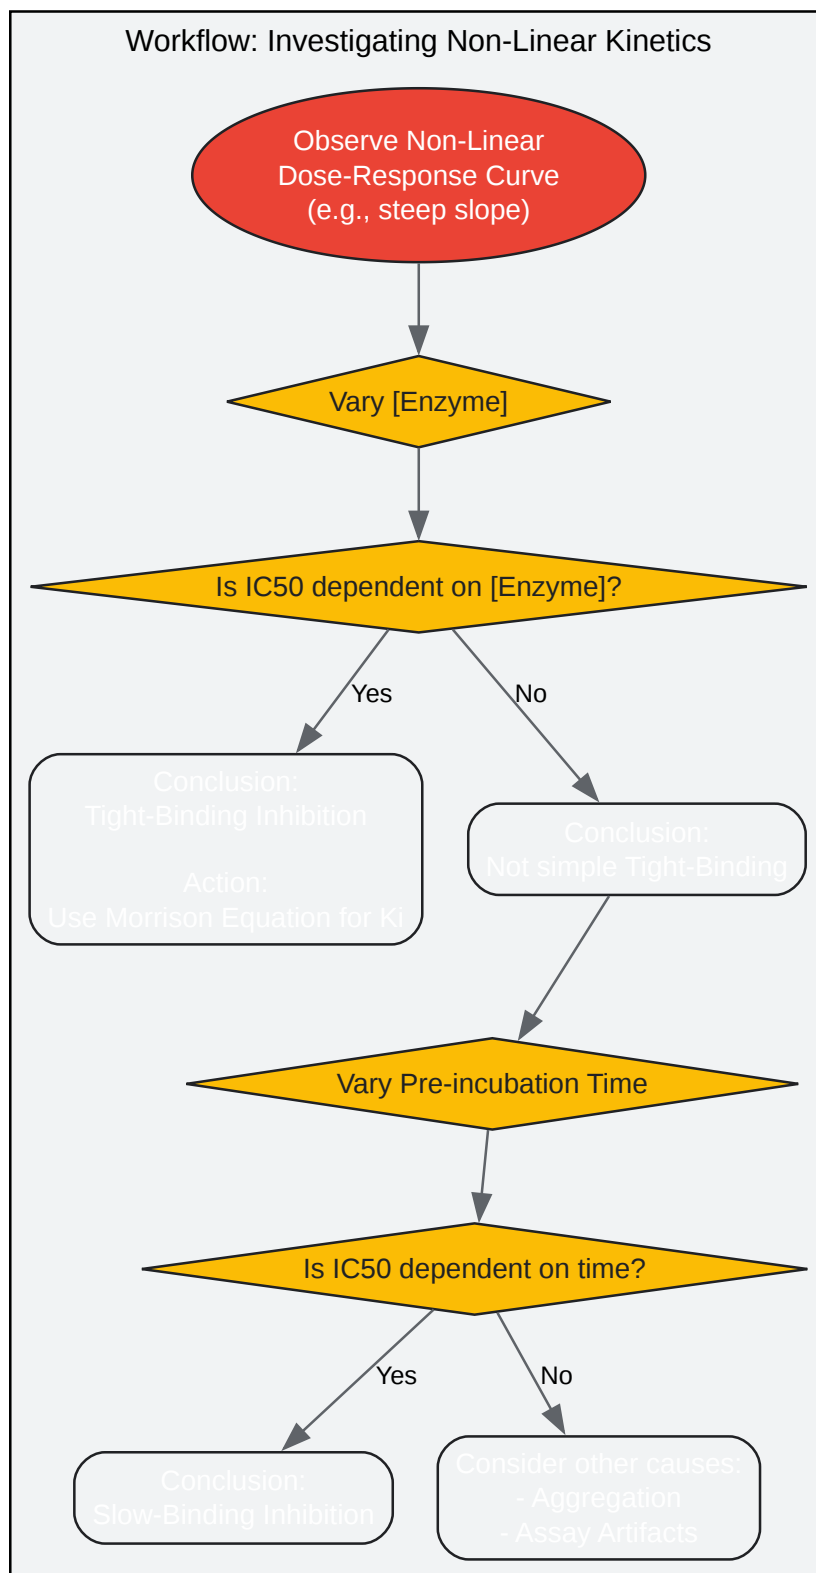 Workflow: Investigating Non-Linear Kinetics
Observe Non-Linear
Dose-Response Curve
(e.g., steep slope)
Vary [Enzyme]
Is IC50 dependent on [Enzyme]?
Yes
No
Conclusion:
Tight-Binding Inhibition
Action:
Use Morrison Equation for Ki
Conclusion:
Not simple Tight-Binding
Vary Pre-incubation Time
Is IC50 dependent on time?
Yes
No
Conclusion:
Slow-Binding Inhibition
Consider other causes:
- Aggregation
- Assay Artifacts